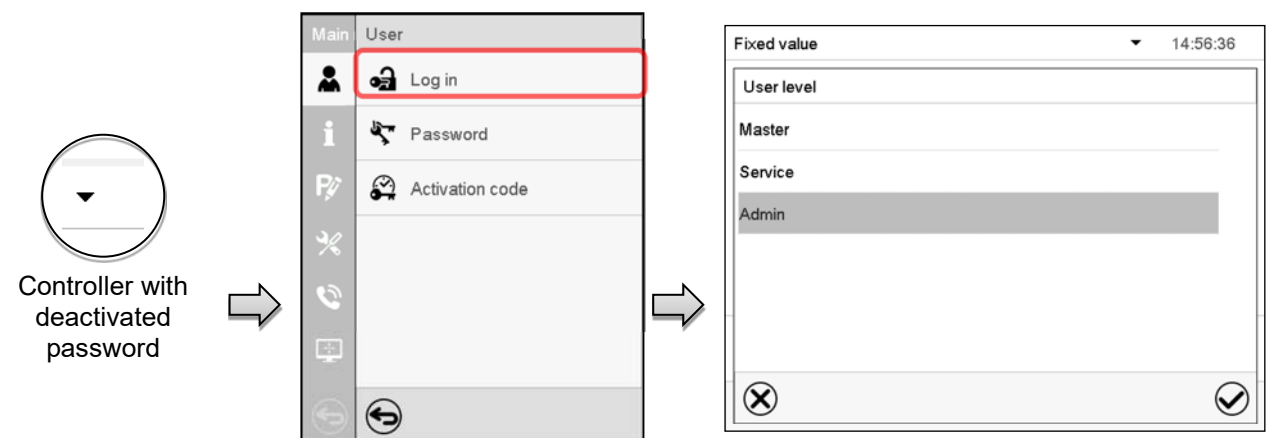 Controller with
deactivated
password
Main
User
Log in
Password
Activation code
Fixed value
14:56:36
User level
Master
Service
Admin